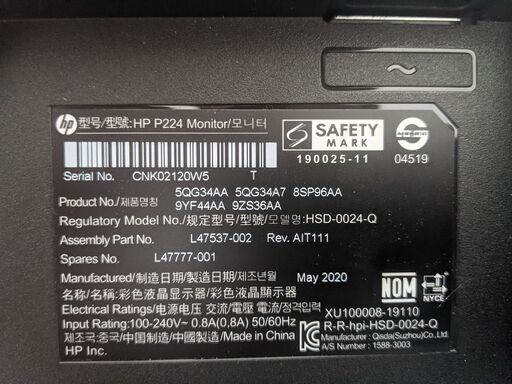 hp 型号/型號:HP P224 Monitor/모니터
Serial No. CNK02120W5 T
S SAFETY MARK
190025-11
04519
Product No./제품명칭 5QG34AA 5QG34A7 8SP96AA
9YF44AA 9ZS36AA
Regulatory Model No./规定型号/型號/모델명:HSD-0024-Q
Assembly Part No. L47537-002 Rev. AIT111
Spares No. L47777-001
Manufactured/制造日期/製造日期/제조년월 May 2020
名称/名稱:彩色液晶显示器/彩色液晶顯示器
Electrical Ratings/电源电压 交流/電壓 交流/정격입력
Input Rating:100-240V~ 0.8A(0.8A) 50/60Hz
제조국:중국/中国制造/中國製造/Made in China
HP Inc.
NOM NYCE
XU100008-19110
R-R-hpi-HSD-0024-Q
Manufacturer: Qisda(Suzhou)Co.,Ltd.
A/S Number : 1588-3003